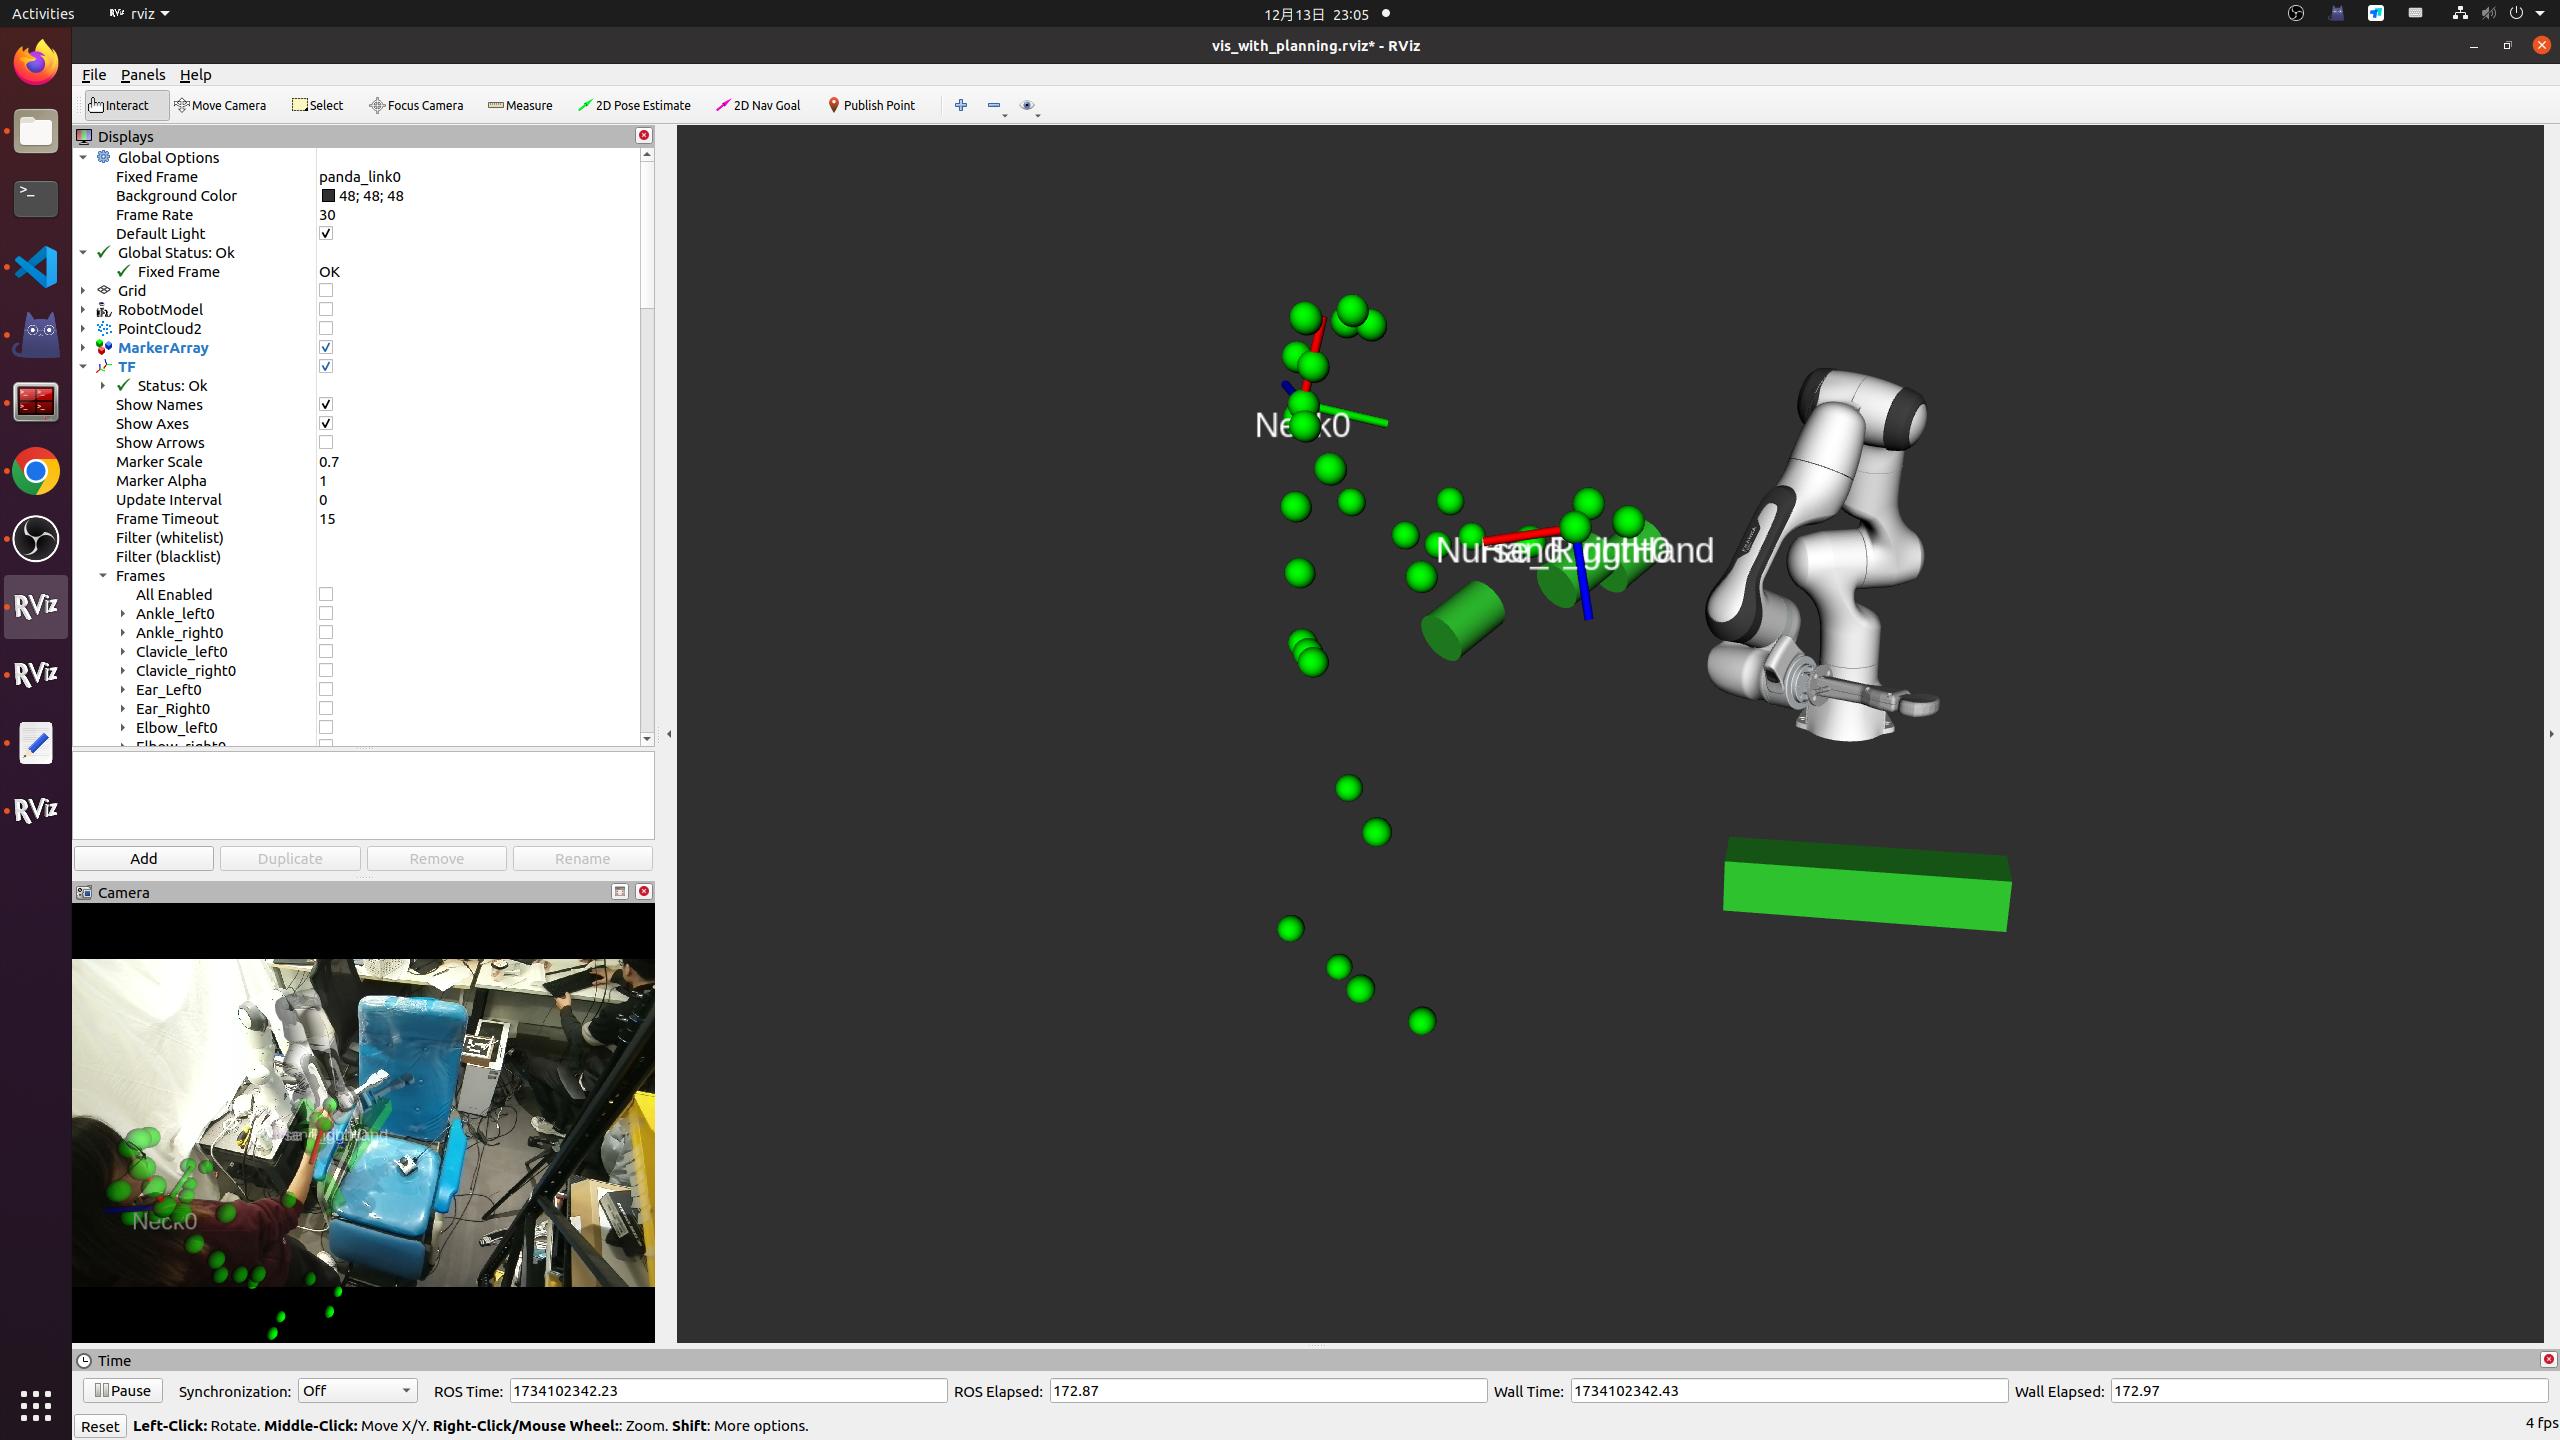 Activities rviz 12月13日 23:05
vis_with_planning.rviz* - RViz
File Panels Help
Interact Move Camera Select Focus Camera Measure 2D Pose Estimate 2D Nav Goal Publish Point
Displays
Global Options
Fixed Frame panda_link0
Background Color 48; 48; 48
Frame Rate 30
Default Light
Global Status: Ok
Fixed Frame OK
Grid
RobotModel
PointCloud2
MarkerArray
TF
Status: Ok
Show Names
Show Axes
Show Arrows
Marker Scale 0.7
Marker Alpha 1
Update Interval 0
Frame Timeout 15
Filter (whitelist)
Filter (blacklist)
Frames
All Enabled
Ankle_left0
Ankle_right0
Clavicle_left0
Clavicle_right0
Ear_Left0
Ear_Right0
Elbow_left0
Elbow_right0
Add Duplicate Remove Rename
Camera
Neck0
Neck0
Time
Pause Synchronization: Off ROS Time: 1734102342.23 ROS Elapsed: 172.87 Wall Time: 1734102342.43 Wall Elapsed: 172.97
Reset Left-Click: Rotate. Middle-Click: Move X/Y. Right-Click/Mouse Wheel:: Zoom. Shift: More options. 4 fps
RViz
RViz
RViz